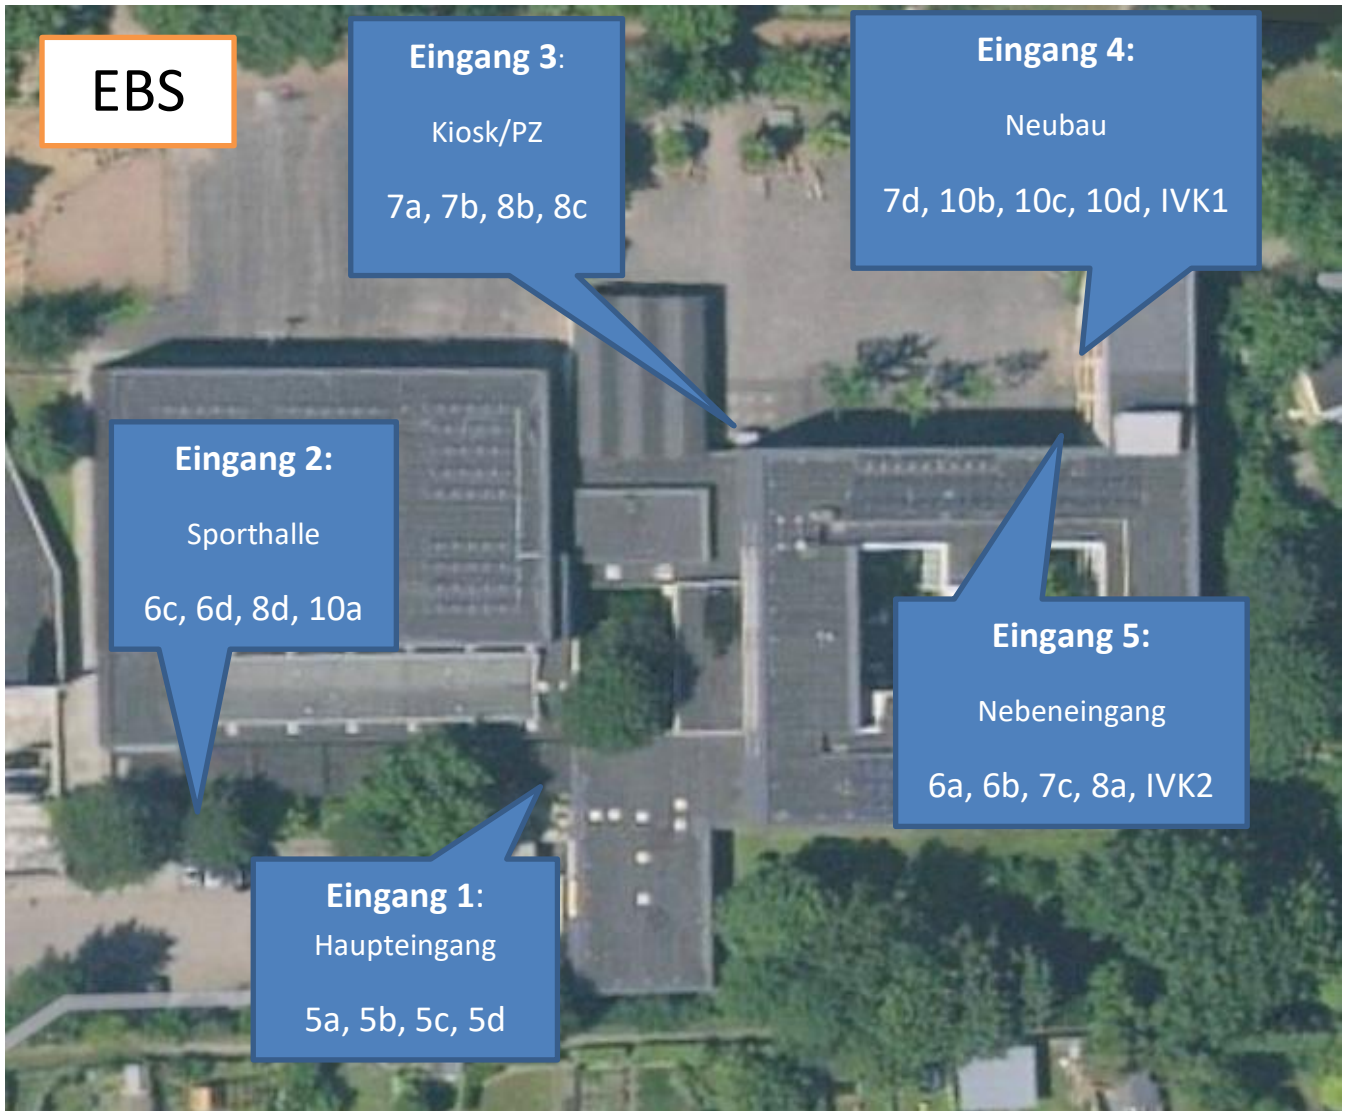 EBS
Eingang 3:
Kiosk/PZ
7a, 7b, 8b, 8c
Eingang 4:
Neubau
7d, 10b, 10c, 10d, IVK1
Eingang 2:
Sporthalle
6c, 6d, 8d, 10a
Eingang 5:
Nebeneingang
6a, 6b, 7c, 8a, IVK2
Eingang 1:
Haupteingang
5a, 5b, 5c, 5d